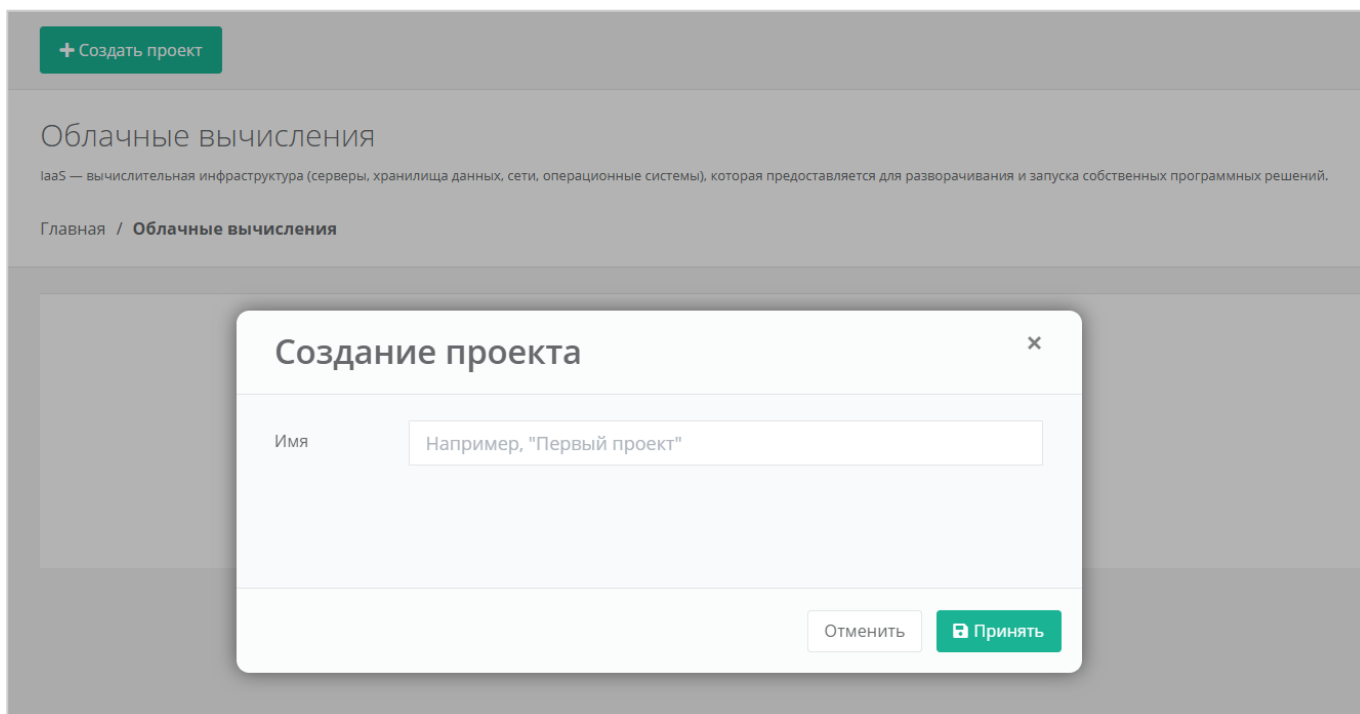 Создать проект
Облачные вычисления
IaaS — вычислительная инфраструктура (серверы, хранилища данных, сети, операционные системы), которая предоставляется для разворачивания и запуска собственных программных решений.
Главная / Облачные вычисления
Создание проекта ×
Имя Например, "Первый проект"
Отменить Принять